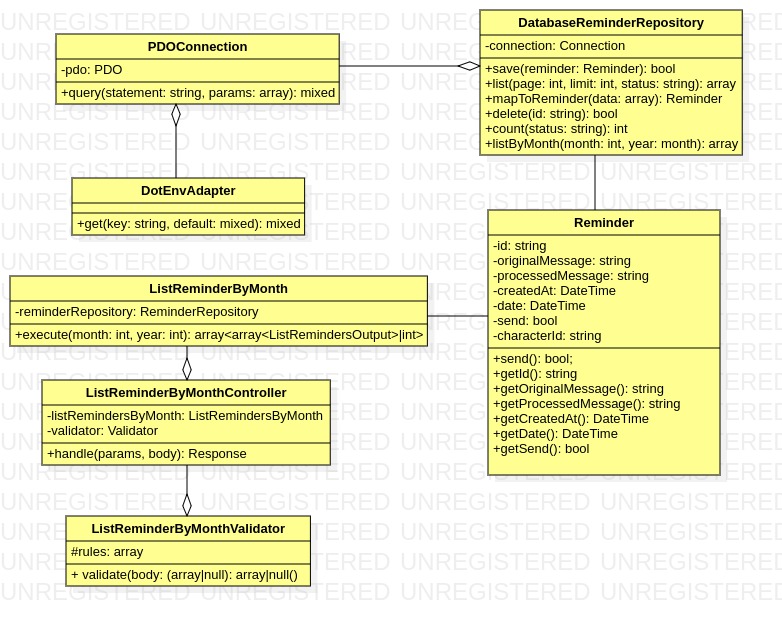 PDOConnection
-pdo: PDO
+query(statement: string, params: array): mixed
DatabaseReminderRepository
-connection: Connection
+save(reminder: Reminder): bool
+list(page: int, limit: int, status: string): array
+mapToReminder(data: array): Reminder
+delete(id: string): bool
+count(status: string): int
+listByMonth(month: int, year: month): array
DotEnvAdapter
+get(key: string, default: mixed): mixed
Reminder
-id: string
-originalMessage: string
-processedMessage: string
-createdAt: DateTime
-date: DateTime
-send: bool
-characterId: string
+send(): bool;
+getId(): string
+getOriginalMessage(): string
+getProcessedMessage(): string
+getCreatedAt(): DateTime
+getDate(): DateTime
+getSend(): bool
ListReminderByMonth
-reminderRepository: ReminderRepository
+execute(month: int, year: int): array<array<ListRemindersOutput>|int>
ListReminderByMonthController
-listRemindersByMonth: ListRemindersByMonth
-validator: Validator
+handle(params, body): Response
ListReminderByMonthValidator
#rules: array
+ validate(body: (array|null): array|null()
UNREGISTERED UNREGISTERED UNREGISTERED UNREGISTERED